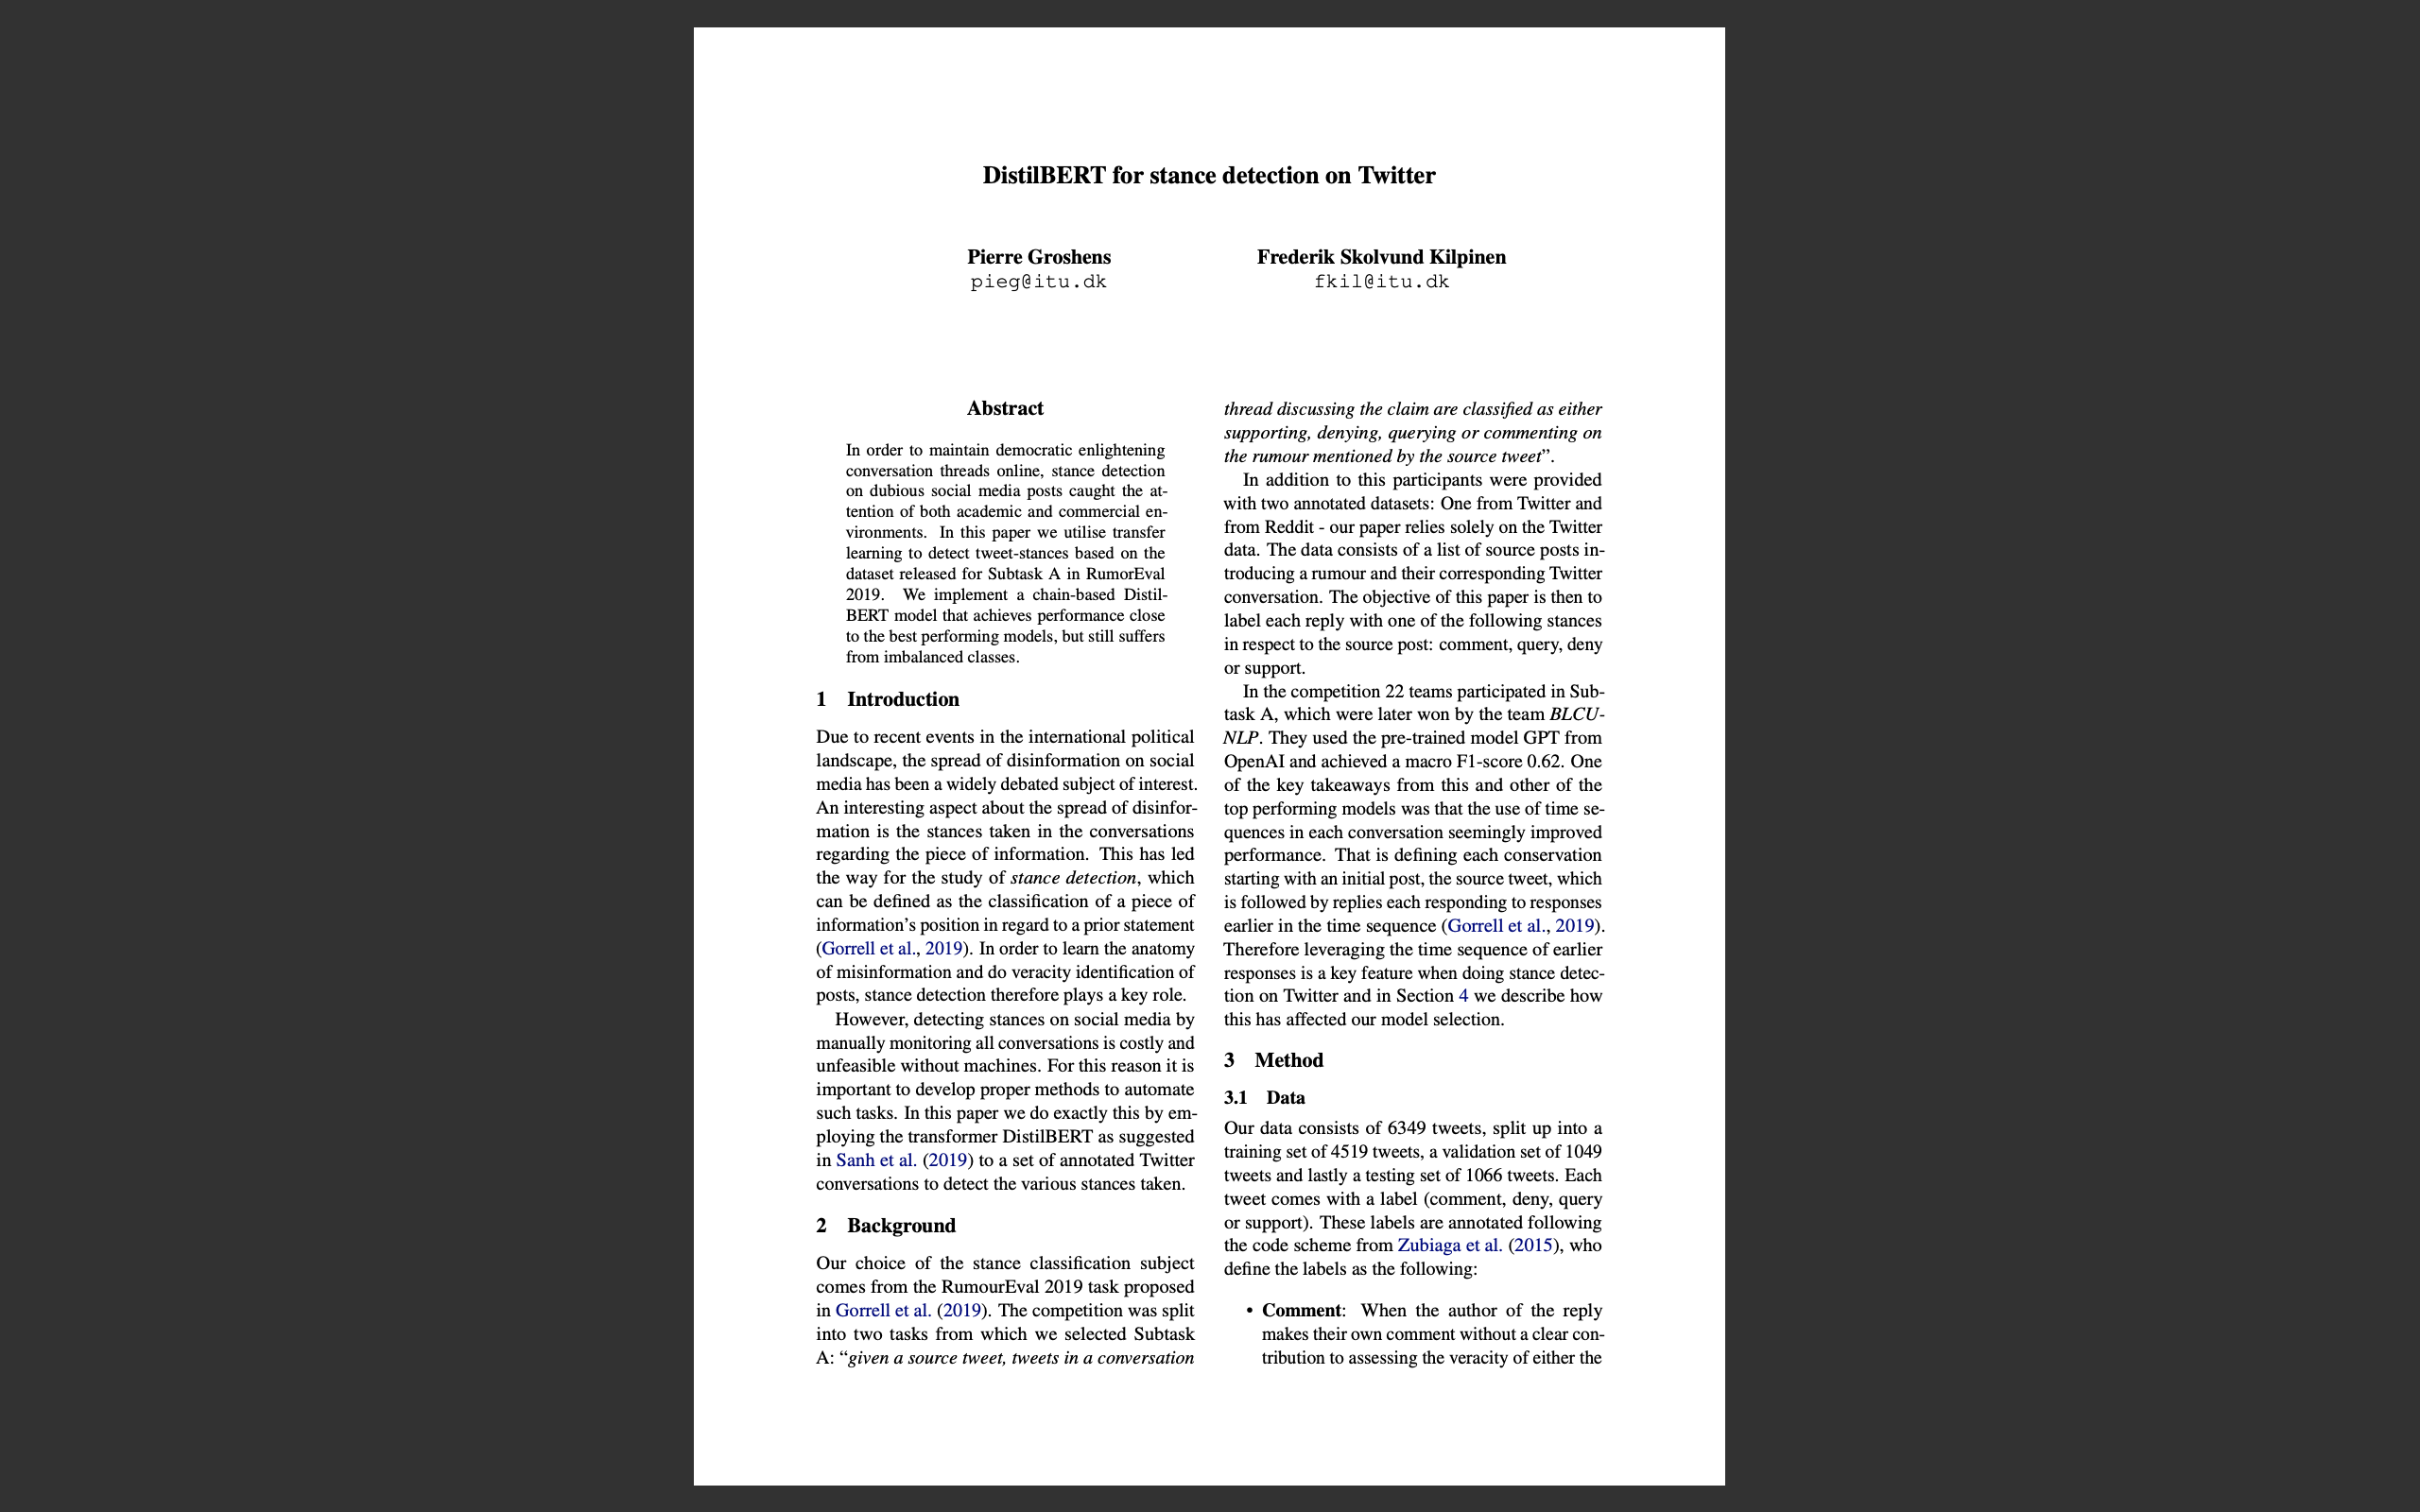 DistilBERT for stance detection on Twitter
Pierre Groshens
pieg@itu.dk
Frederik Skolvund Kilpinen
fkil@itu.dk
Abstract
In order to maintain democratic enlightening
conversation threads online, stance detection
on dubious social media posts caught the at-
tention of both academic and commercial en-
vironments. In this paper we utilise transfer
learning to detect tweet-stances based on the
dataset released for Subtask A in RumorEval
2019. We implement a chain-based Distil-
BERT model that achieves performance close
to the best performing models, but still suffers
from imbalanced classes.
1 Introduction
Due to recent events in the international political
landscape, the spread of disinformation on social
media has been a widely debated subject of interest.
An interesting aspect about the spread of disinfor-
mation is the stances taken in the conversations
regarding the piece of information. This has led
the way for the study of stance detection, which
can be defined as the classification of a piece of
information's position in regard to a prior statement
(Gorrell et al., 2019). In order to learn the anatomy
of misinformation and do veracity identification of
posts, stance detection therefore plays a key role.
However, detecting stances on social media by
manually monitoring all conversations is costly and
unfeasible without machines. For this reason it is
important to develop proper methods to automate
such tasks. In this paper we do exactly this by em-
ploying the transformer DistilBERT as suggested
in Sanh et al. (2019) to a set of annotated Twitter
conversations to detect the various stances taken.
2 Background
Our choice of the stance classification subject
comes from the RumourEval 2019 task proposed
in Gorrell et al. (2019). The competition was split
into two tasks from which we selected Subtask
A: “given a source tweet, tweets in a conversation
thread discussing the claim are classified as either
supporting, denying, querying or commenting on
the rumour mentioned by the source tweet”.
In addition to this participants were provided
with two annotated datasets: One from Twitter and
from Reddit - our paper relies solely on the Twitter
data. The data consists of a list of source posts in-
troducing a rumour and their corresponding Twitter
conversation. The objective of this paper is then to
label each reply with one of the following stances
in respect to the source post: comment, query, deny
or support.
In the competition 22 teams participated in Sub-
task A, which were later won by the team BLCU-
NLP. They used the pre-trained model GPT from
OpenAI and achieved a macro F1-score 0.62. One
of the key takeaways from this and other of the
top performing models was that the use of time se-
quences in each conversation seemingly improved
performance. That is defining each conservation
starting with an initial post, the source tweet, which
is followed by replies each responding to responses
earlier in the time sequence (Gorrell et al., 2019).
Therefore leveraging the time sequence of earlier
responses is a key feature when doing stance detec-
tion on Twitter and in Section 4 we describe how
this has affected our model selection.
3 Method
3.1 Data
Our data consists of 6349 tweets, split up into a
training set of 4519 tweets, a validation set of 1049
tweets and lastly a testing set of 1066 tweets. Each
tweet comes with a label (comment, deny, query
or support). These labels are annotated following
the code scheme from Zubiaga et al. (2015), who
define the labels as the following:
• Comment: When the author of the reply
makes their own comment without a clear con-
tribution to assessing the veracity of either the